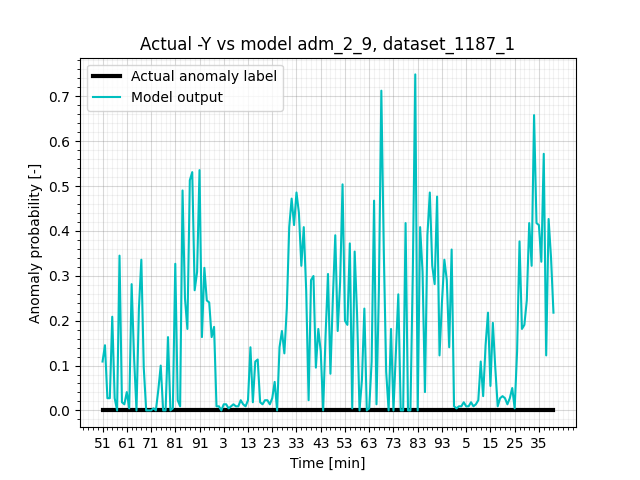 Actual -Y vs model adm_2_9, dataset_1187_1
Actual anomaly label
Model output
Anomaly probability [-]
0.7
0.6
0.5
0.4
0.3
0.2
0.1
0.0
51 61 71 81 91 3 13 23 33 43 53 63 73 83 93 5 15 25 35
Time [min]